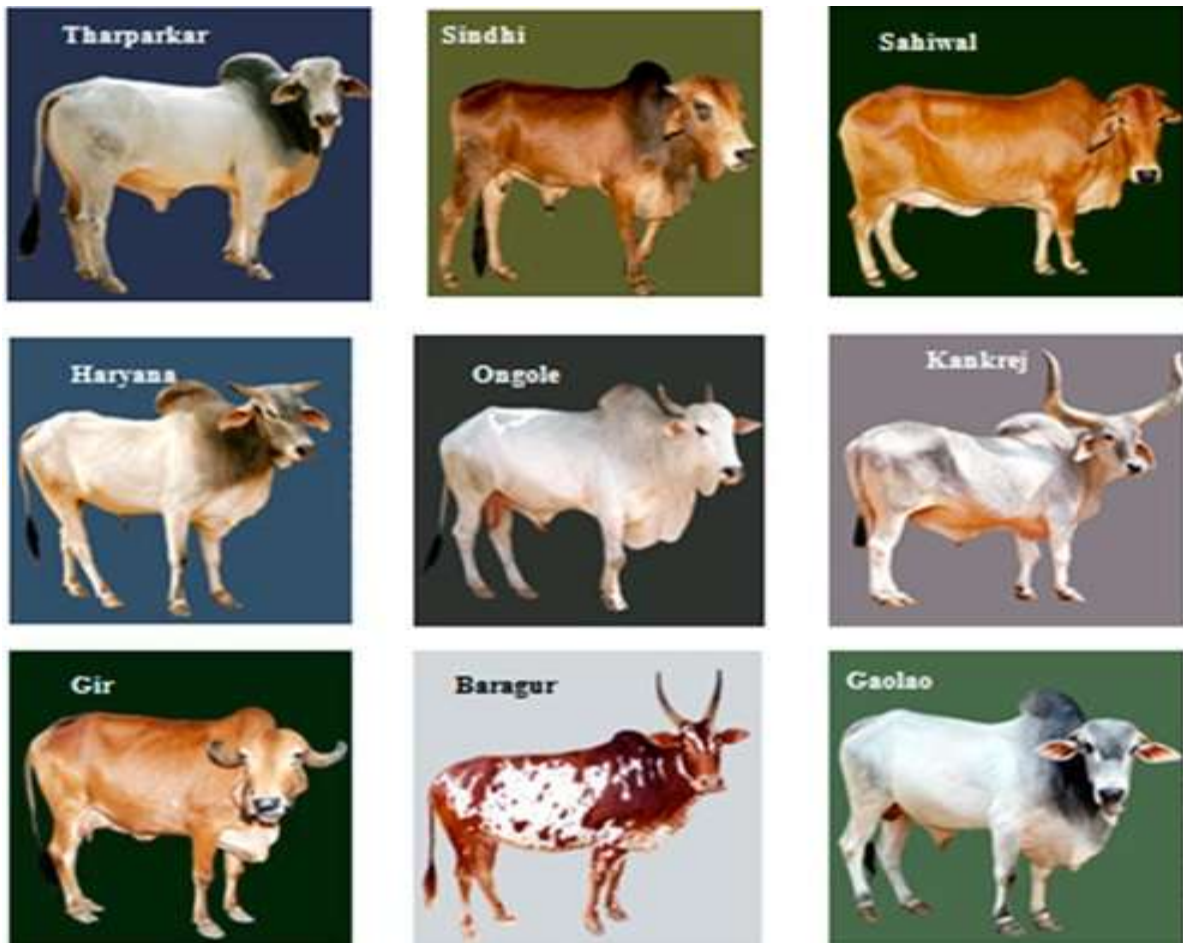 Tharparkar
Sindhi
Sahiwal
Haryana
Ongole
Kankrej
Gir
Baragur
Gaolao